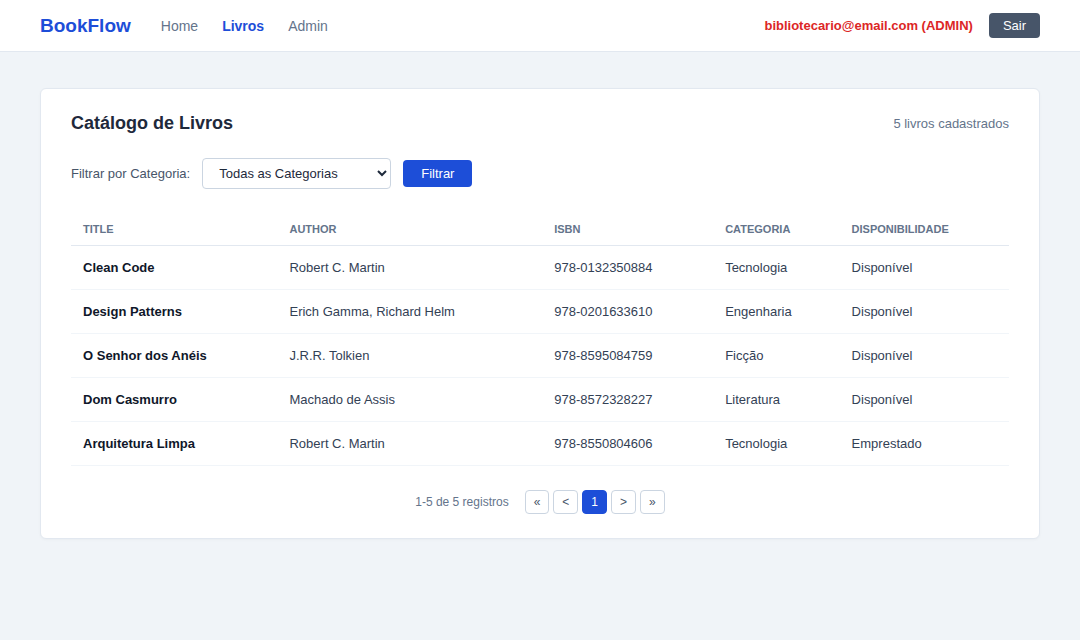 BookFlow Home Livros Admin bibliotecario@email.com (ADMIN) Sair
Catálogo de Livros 5 livros cadastrados
Filtrar por Categoria: Todas as Categorias Filtrar
TITLE AUTHOR ISBN CATEGORIA DISPONIBILIDADE
Clean Code Robert C. Martin 978-0132350884 Tecnologia Disponível
Design Patterns Erich Gamma, Richard Helm 978-0201633610 Engenharia Disponível
O Senhor dos Anéis J.R.R. Tolkien 978-8595084759 Ficção Disponível
Dom Casmurro Machado de Assis 978-8572328227 Literatura Disponível
Arquitetura Limpa Robert C. Martin 978-8550804606 Tecnologia Emprestado
1-5 de 5 registros « < 1 > »